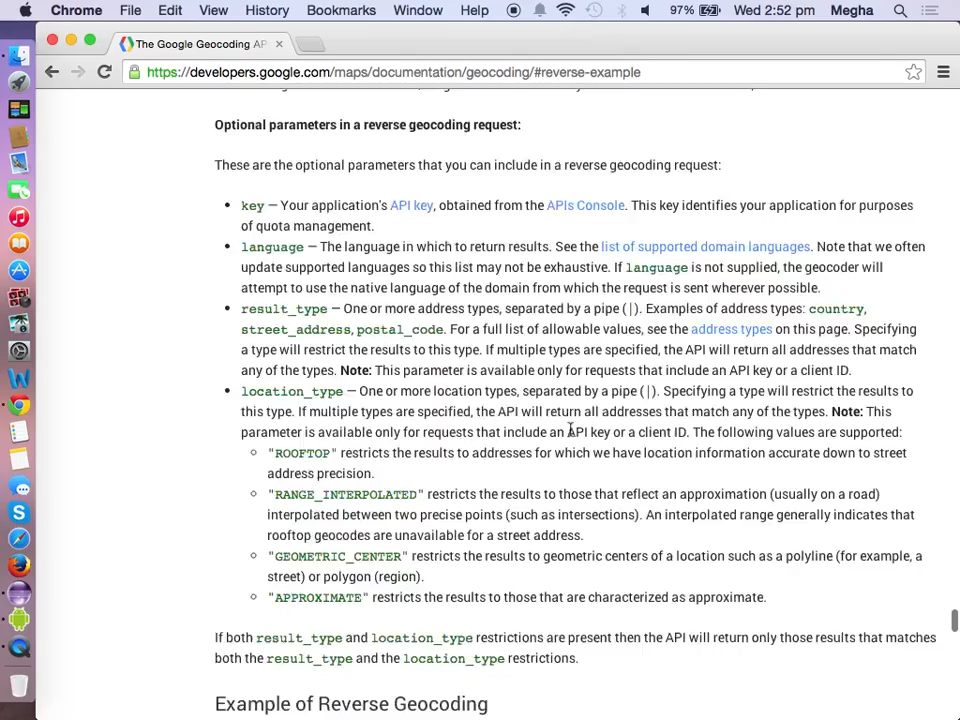 Chrome File Edit View History Bookmarks Window Help 97% Wed 2:52 pm Megha
The Google Geocoding AP
https://developers.google.com/maps/documentation/geocoding/#reverse-example
Optional parameters in a reverse geocoding request:
These are the optional parameters that you can include in a reverse geocoding request:
• key — Your application's API key, obtained from the APIs Console. This key identifies your application for purposes
of quota management.
• language — The language in which to return results. See the list of supported domain languages. Note that we often
update supported languages so this list may not be exhaustive. If language is not supplied, the geocoder will
attempt to use the native language of the domain from which the request is sent wherever possible.
• result_type — One or more address types, separated by a pipe (|). Examples of address types: country,
street_address, postal_code. For a full list of allowable values, see the address types on this page. Specifying
a type will restrict the results to this type. If multiple types are specified, the API will return all addresses that match
any of the types. Note: This parameter is available only for requests that include an API key or a client ID.
• location_type — One or more location types, separated by a pipe (|). Specifying a type will restrict the results to
this type. If multiple types are specified, the API will return all addresses that match any of the types. Note: This
parameter is available only for requests that include an API key or a client ID. The following values are supported:
◦ "ROOFTOP" restricts the results to addresses for which we have location information accurate down to street
address precision.
◦ "RANGE_INTERPOLATED" restricts the results to those that reflect an approximation (usually on a road)
interpolated between two precise points (such as intersections). An interpolated range generally indicates that
rooftop geocodes are unavailable for a street address.
◦ "GEOMETRIC_CENTER" restricts the results to geometric centers of a location such as a polyline (for example, a
street) or polygon (region).
◦ "APPROXIMATE" restricts the results to those that are characterized as approximate.
If both result_type and location_type restrictions are present then the API will return only those results that matches
both the result_type and the location_type restrictions.
Example of Reverse Geocoding